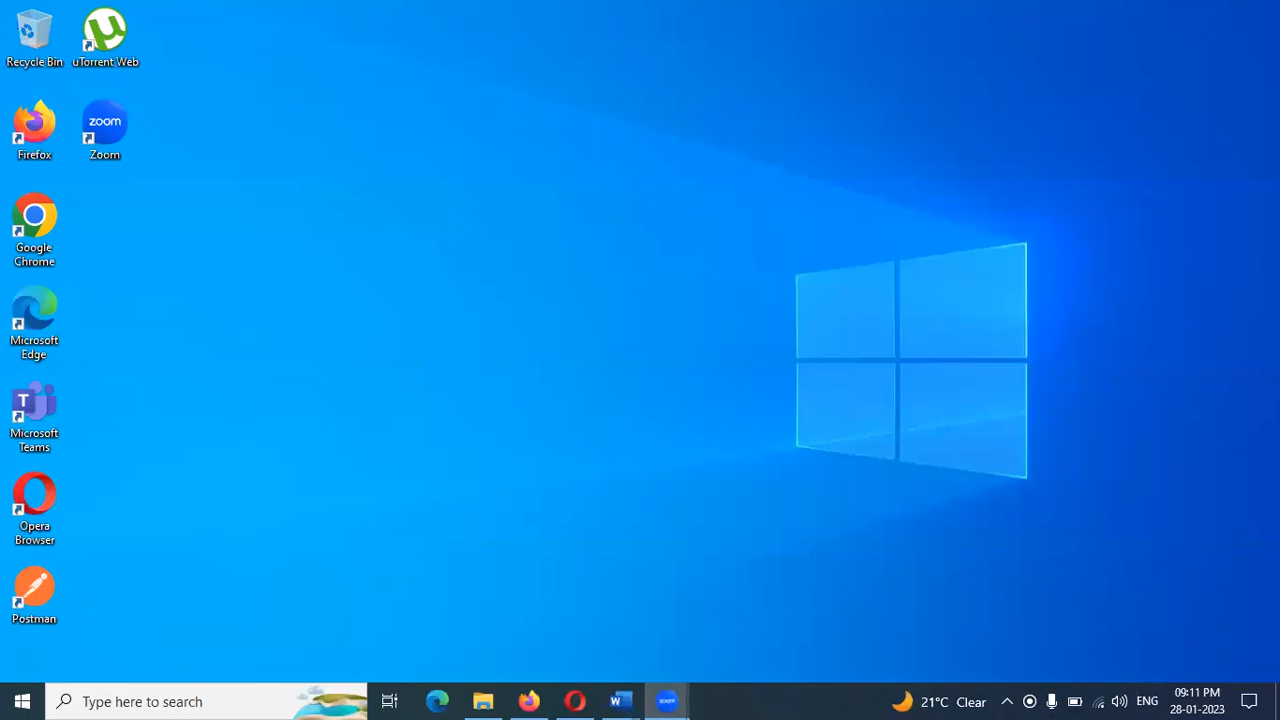 Recycle Bin
uTorrent Web
Firefox
zoom
Zoom
Google
Chrome
Microsoft
Edge
T
Microsoft
Teams
Opera
Browser
Postman
Type here to search
W
zoom
21°C Clear
ENG
09:11 PM
28-01-2023